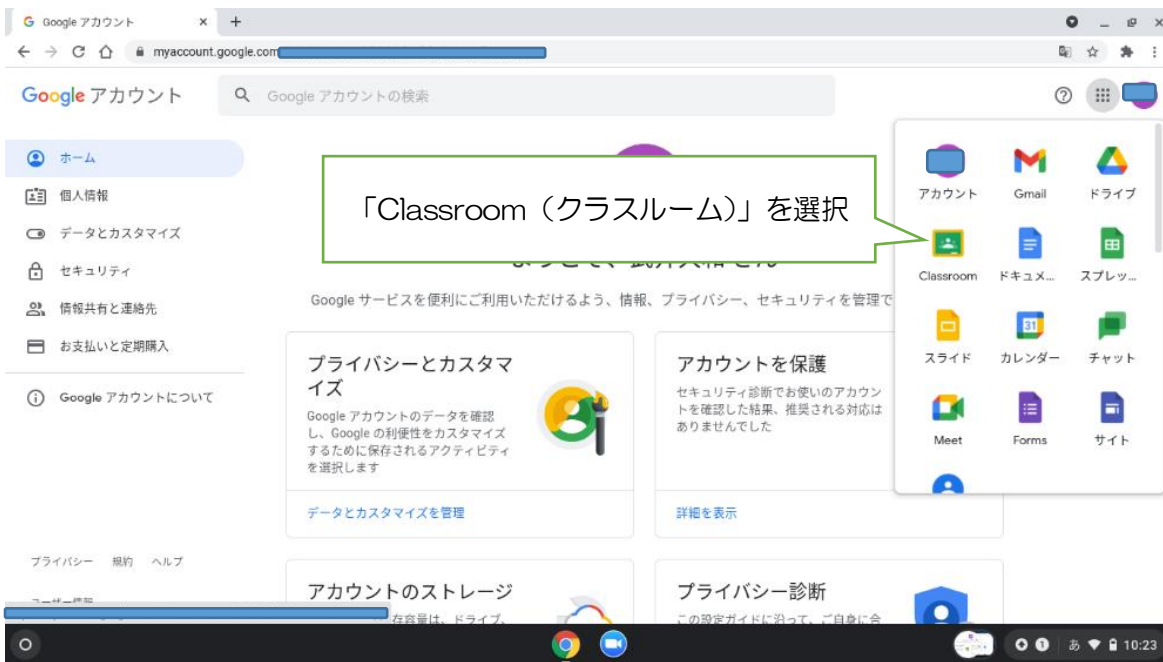 Google アカウント
myaccount.google.com
Google アカウント
Google アカウントの検索
ホーム
個人情報
データとカスタマイズ
セキュリティ
情報共有と連絡先
お支払いと定期購入
Google アカウントについて
プライバシー 規約 ヘルプ
「Classroom（クラスルーム）」を選択
Google サービスを便利にご利用いただけるよう、情報、プライバシー、セキュリティを管理で
プライバシーとカスタマ
イズ
Google アカウントのデータを確認
し、Google の利便性をカスタマイズ
するために保存されるアクティビティ
を選択します
データとカスタマイズを管理
アカウントを保護
セキュリティ診断でお使いのアカウン
トを確認した結果、推奨される対応は
ありませんでした
詳細を表示
アカウントのストレージ
存容量は、ドライブ、
プライバシー診断
この設定ガイドに沿って、ご自身に合
アカウント Gmail ドライブ
Classroom ドキュメ... スプレッ...
スライド カレンダー チャット
31
Meet Forms サイト
1 あ 10:23